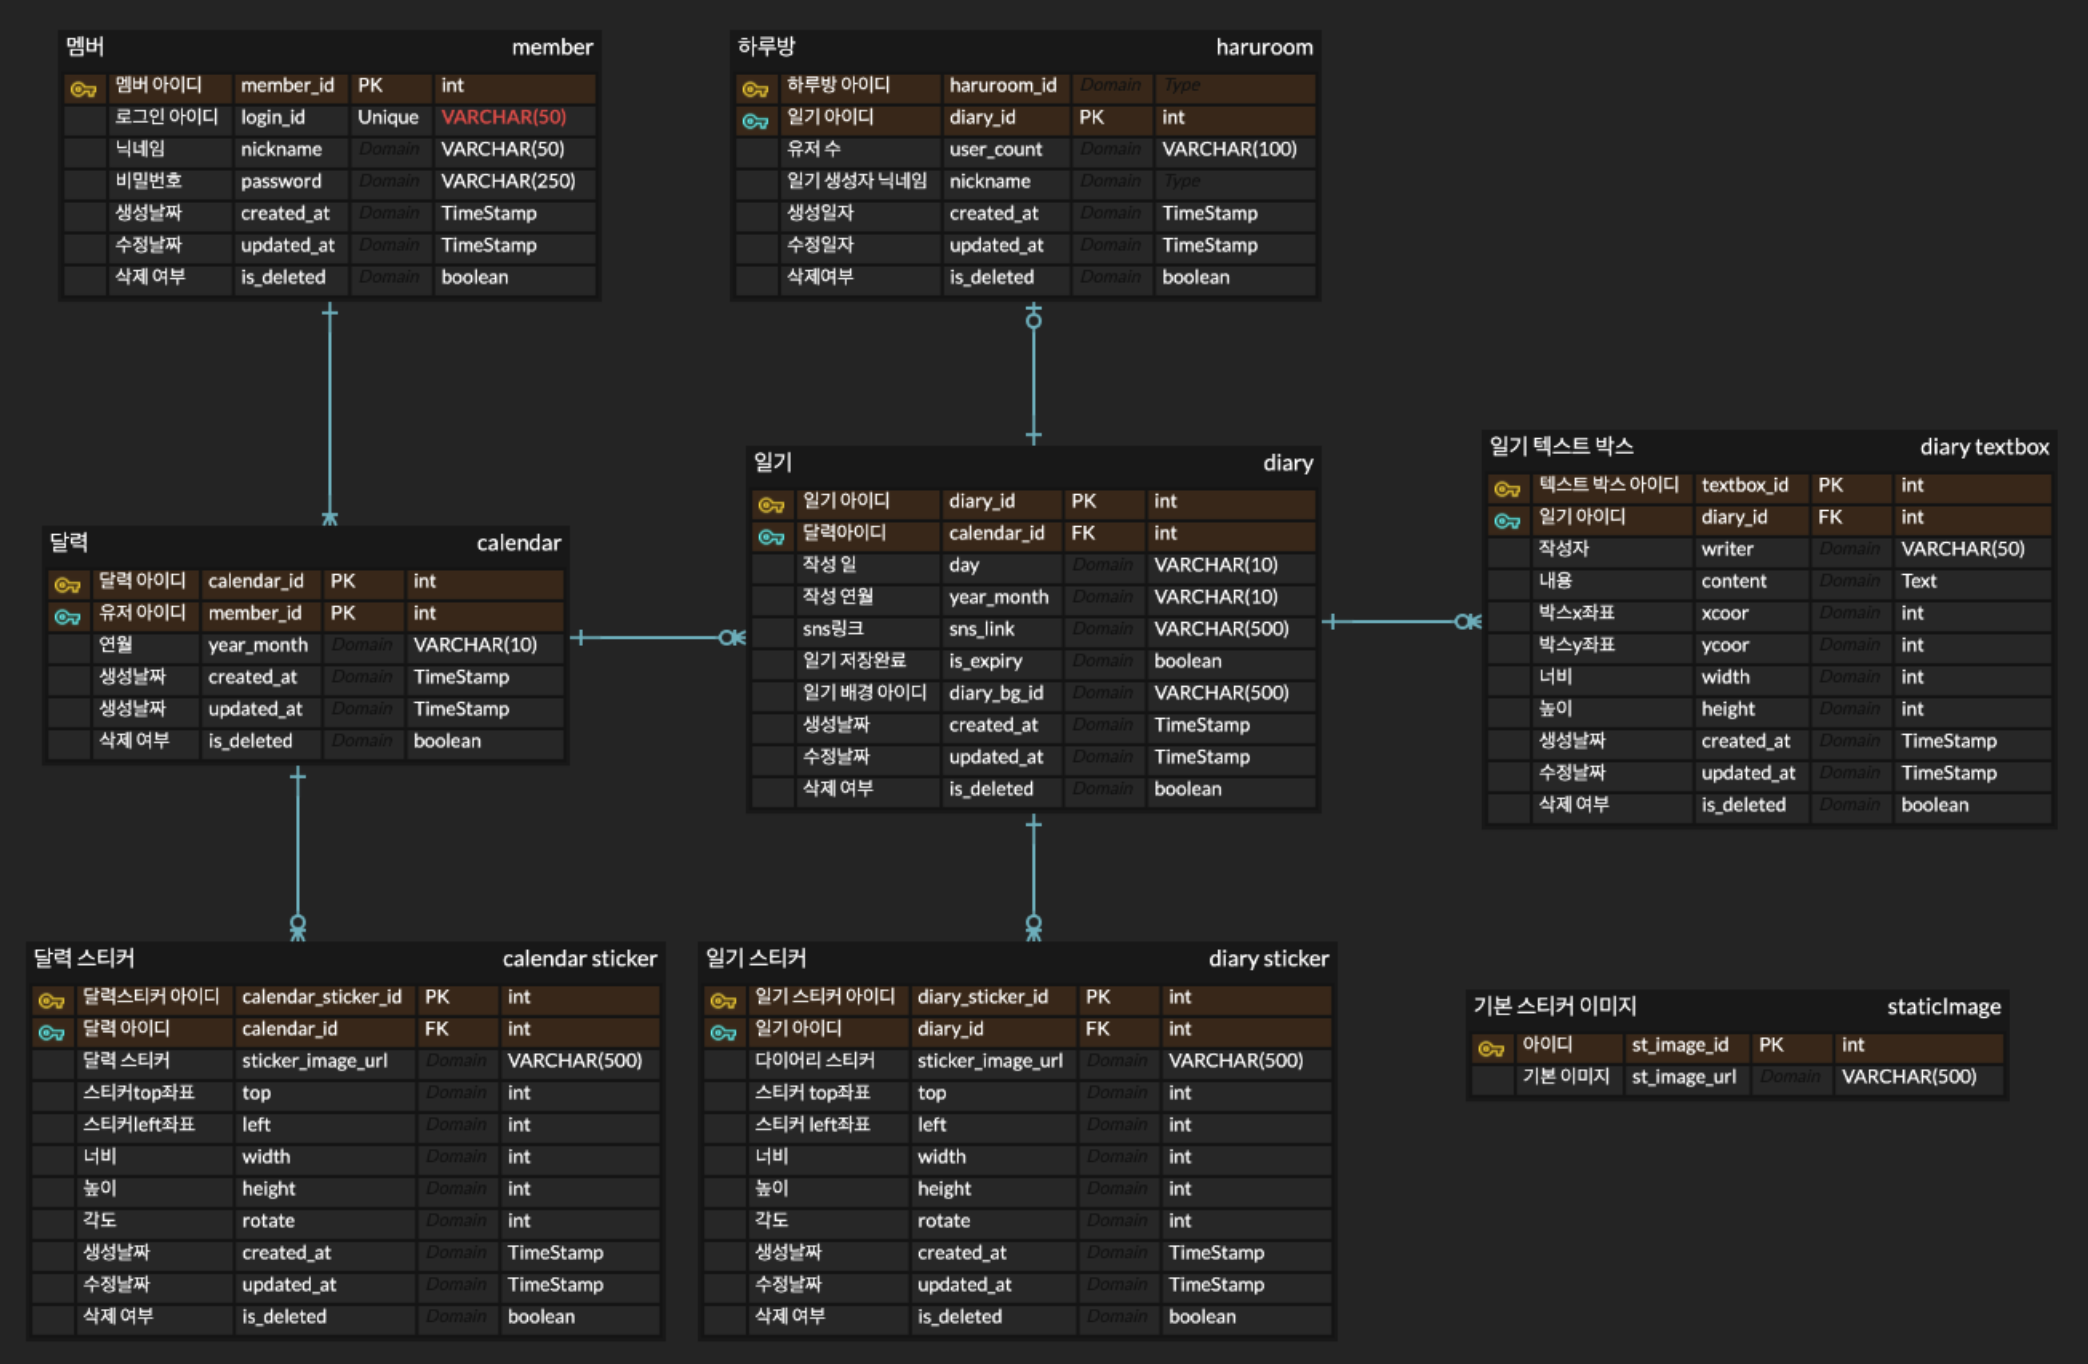 멤버 member
멤버 아이디 member_id PK int
로그인 아이디 login_id Unique VARCHAR(50)
닉네임 nickname Domain VARCHAR(50)
비밀번호 password Domain VARCHAR(250)
생성날짜 created_at Domain TimeStamp
수정날짜 updated_at Domain TimeStamp
삭제 여부 is_deleted Domain boolean
하루방 haruroom
하루방 아이디 haruroom_id Domain Type
일기 아이디 diary_id PK int
유저 수 user_count Domain VARCHAR(100)
일기 생성자 닉네임 nickname Domain Type
생성일자 created_at Domain TimeStamp
수정일자 updated_at Domain TimeStamp
삭제여부 is_deleted Domain boolean
달력 calendar
달력 아이디 calendar_id PK int
유저 아이디 member_id PK int
연월 year_month Domain VARCHAR(10)
생성날짜 created_at Domain TimeStamp
생성날짜 updated_at Domain TimeStamp
삭제 여부 is_deleted Domain boolean
일기 diary
일기 아이디 diary_id PK int
달력아이디 calendar_id FK int
작성 일 day Domain VARCHAR(10)
작성 연월 year_month Domain VARCHAR(10)
sns링크 sns_link Domain VARCHAR(500)
일기 저장완료 is_expiry Domain boolean
일기 배경 아이디 diary_bg_id Domain VARCHAR(500)
생성날짜 created_at Domain TimeStamp
수정날짜 updated_at Domain TimeStamp
삭제 여부 is_deleted Domain boolean
일기 텍스트 박스 diary textbox
텍스트 박스 아이디 textbox_id PK int
일기 아이디 diary_id FK int
작성자 writer Domain VARCHAR(50)
내용 content Domain Text
박스x좌표 xcoor Domain int
박스y좌표 ycoor Domain int
너비 width Domain int
높이 height Domain int
생성날짜 created_at Domain TimeStamp
수정날짜 updated_at Domain TimeStamp
삭제 여부 is_deleted Domain boolean
달력 스티커 calendar sticker
달력스티커 아이디 calendar_sticker_id PK int
달력 아이디 calendar_id FK int
달력 스티커 sticker_image_url Domain VARCHAR(500)
스티커top좌표 top Domain int
스티커left좌표 left Domain int
너비 width Domain int
높이 height Domain int
각도 rotate Domain int
생성날짜 created_at Domain TimeStamp
수정날짜 updated_at Domain TimeStamp
삭제 여부 is_deleted Domain boolean
일기 스티커 diary sticker
일기 스티커 아이디 diary_sticker_id PK int
일기 아이디 diary_id FK int
다이어리 스티커 sticker_image_url Domain VARCHAR(500)
스티커 top좌표 top Domain int
스티커 left좌표 left Domain int
너비 width Domain int
높이 height Domain int
각도 rotate Domain int
생성날짜 created_at Domain TimeStamp
수정날짜 updated_at Domain TimeStamp
삭제 여부 is_deleted Domain boolean
기본 스티커 이미지 staticImage
아이디 st_image_id PK int
기본 이미지 st_image_url Domain VARCHAR(500)